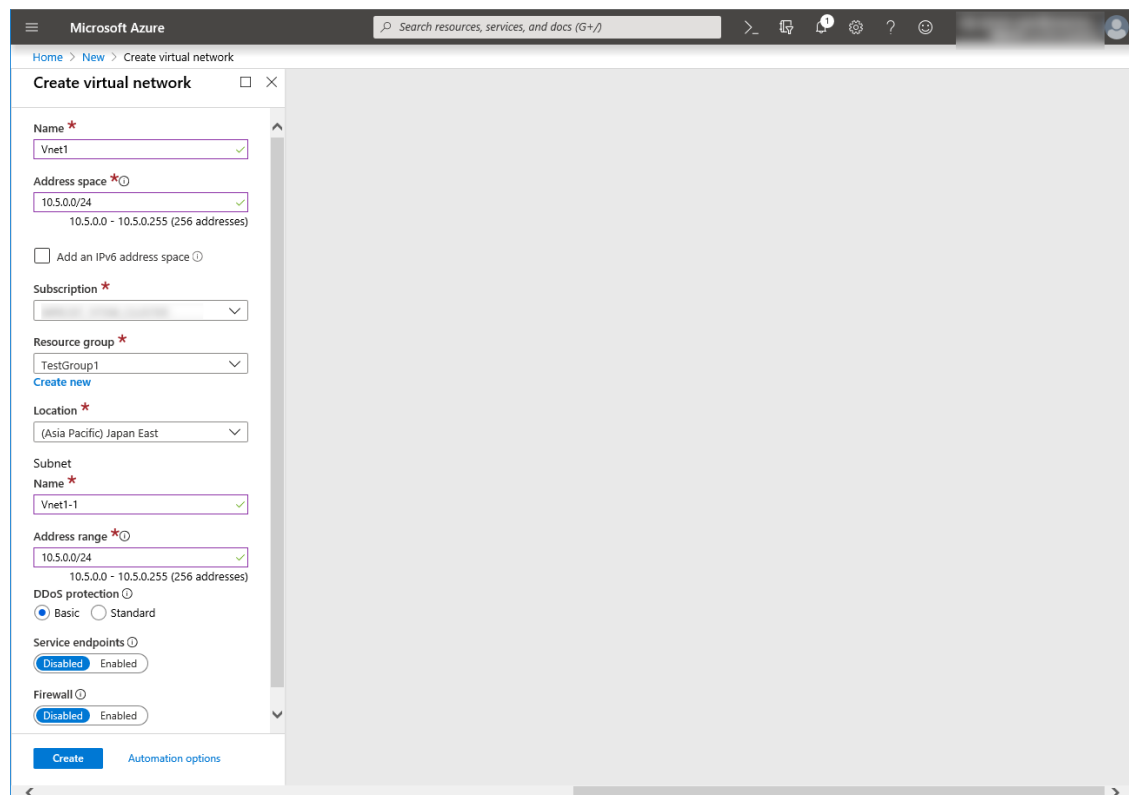 Microsoft Azure
Search resources, services, and docs (G+/)
1
Home > New > Create virtual network
Create virtual network
Name *
Vnet1
Address space *
10.5.0.0/24
10.5.0.0 - 10.5.0.255 (256 addresses)
Add an IPv6 address space
Subscription *
Resource group *
TestGroup1
Create new
Location *
(Asia Pacific) Japan East
Subnet
Name *
Vnet1-1
Address range *
10.5.0.0/24
10.5.0.0 - 10.5.0.255 (256 addresses)
DDoS protection
Basic Standard
Service endpoints
Disabled Enabled
Firewall
Disabled Enabled
Create Automation options